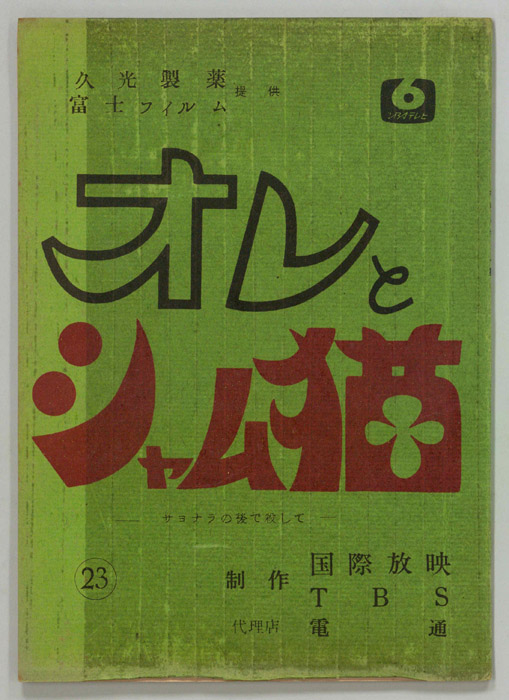 久光製薬
富士フィルム
提供
6
オレと
シャム猫
サヨナラの後で殺して
23
制作 国際放映
TBS
代理店 電通